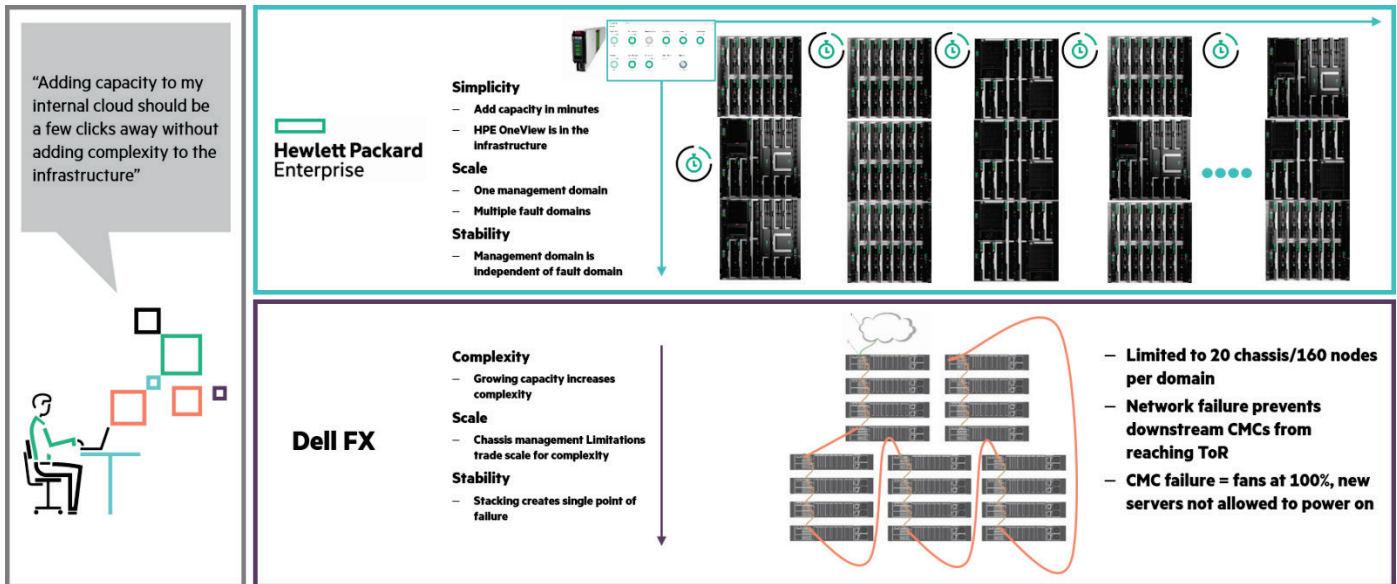 “Adding capacity to my
internal cloud should be
a few clicks away without
adding complexity to the
infrastructure”
Hewlett Packard
Enterprise
Simplicity
– Add capacity in minutes
– HPE OneView is in the
infrastructure
Scale
– One management domain
– Multiple fault domains
Stability
– Management domain is
independent of fault domain
Dell FX
Complexity
– Growing capacity increases
complexity
Scale
– Chassis management Limitations
trade scale for complexity
Stability
– Stacking creates single point of
failure
– Limited to 20 chassis/160 nodes
per domain
– Network failure prevents
downstream CMCs from
reaching ToR
– CMC failure = fans at 100%, new
servers not allowed to power on